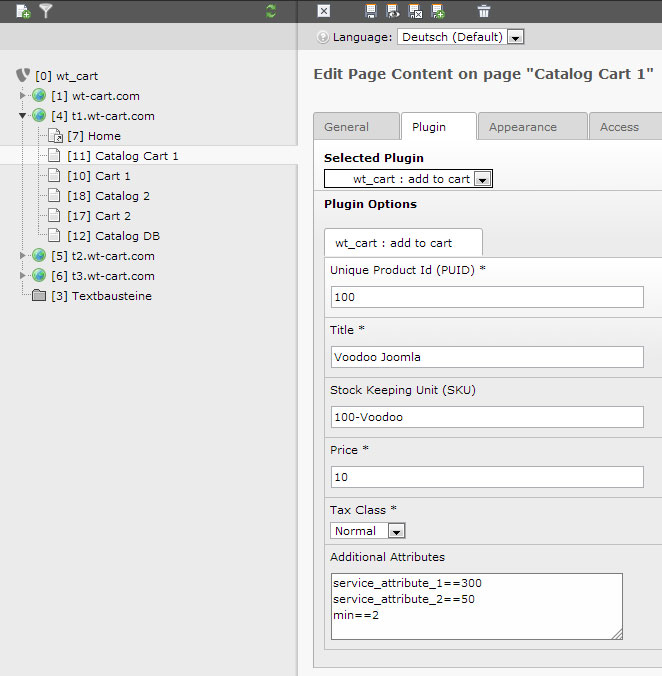 [0] wt_cart
[1] wt-cart.com
[4] t1.wt-cart.com
[7] Home
[11] Catalog Cart 1
[10] Cart 1
[18] Catalog 2
[17] Cart 2
[12] Catalog DB
[5] t2.wt-cart.com
[6] t3.wt-cart.com
[3] Textbausteine
Language: Deutsch (Default)
Edit Page Content on page "Catalog Cart 1"
General Plugin Appearance Access
Selected Plugin
wt_cart : add to cart
Plugin Options
wt_cart : add to cart
Unique Product Id (PUID) *
100
Title *
Voodoo Joomla
Stock Keeping Unit (SKU)
100-Voodoo
Price *
10
Tax Class *
Normal
Additional Attributes
service_attribute_1==300
service_attribute_2==50
min==2